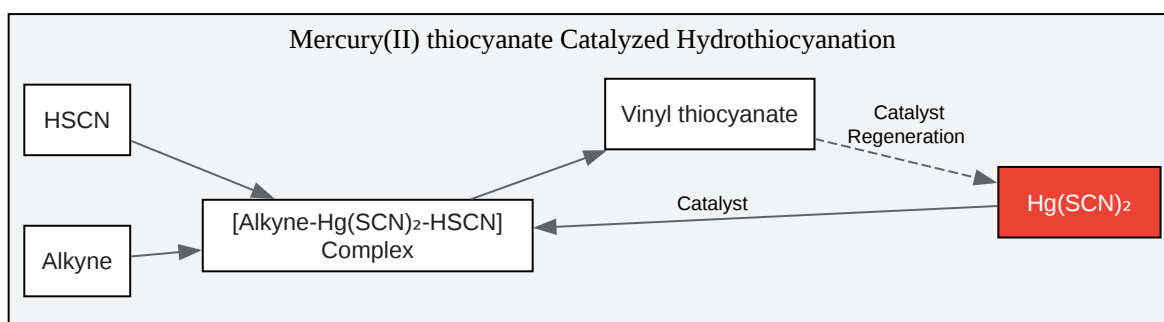 Mercury(II) thiocyanate Catalyzed Hydrothiocyanation
HSCN
Vinyl thiocyanate
Catalyst
Regeneration
Hg(SCN)₂
Catalyst
[Alkyne-Hg(SCN)₂-HSCN]
Complex
Alkyne